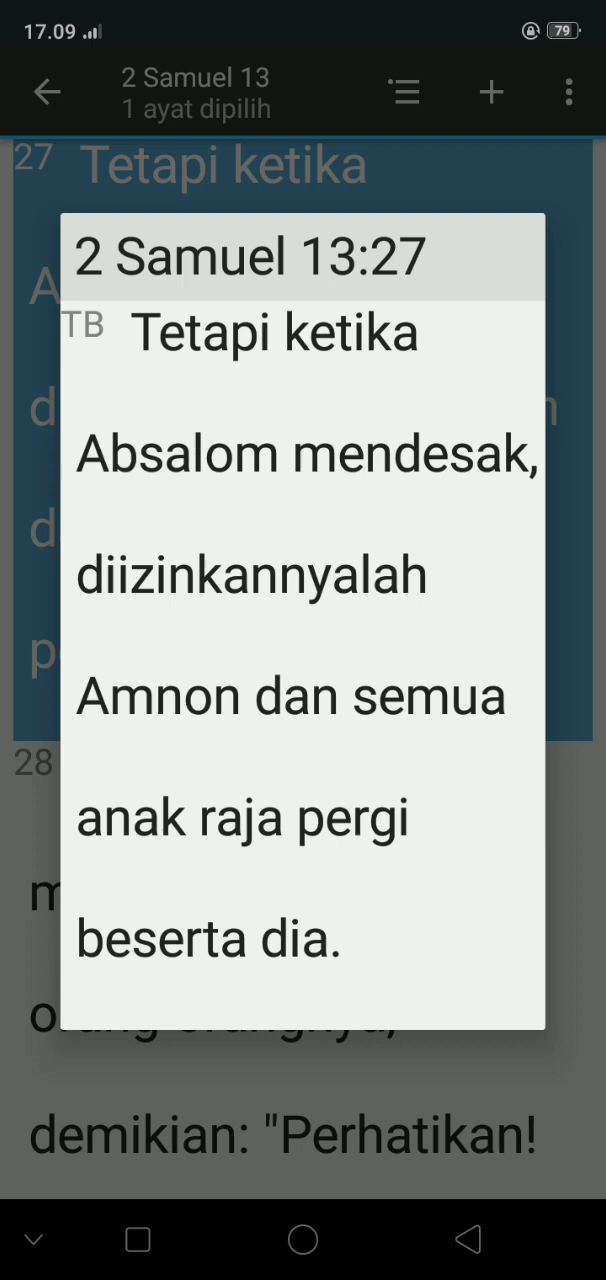 17.09
79
2 Samuel 13
1 ayat dipilih
27 Tetapi ketika
2 Samuel 13:27
TB Tetapi ketika
Absalom mendesak,
diizinkannyalah
Amnon dan semua
anak raja pergi
beserta dia.
28
demikian: "Perhatikan!